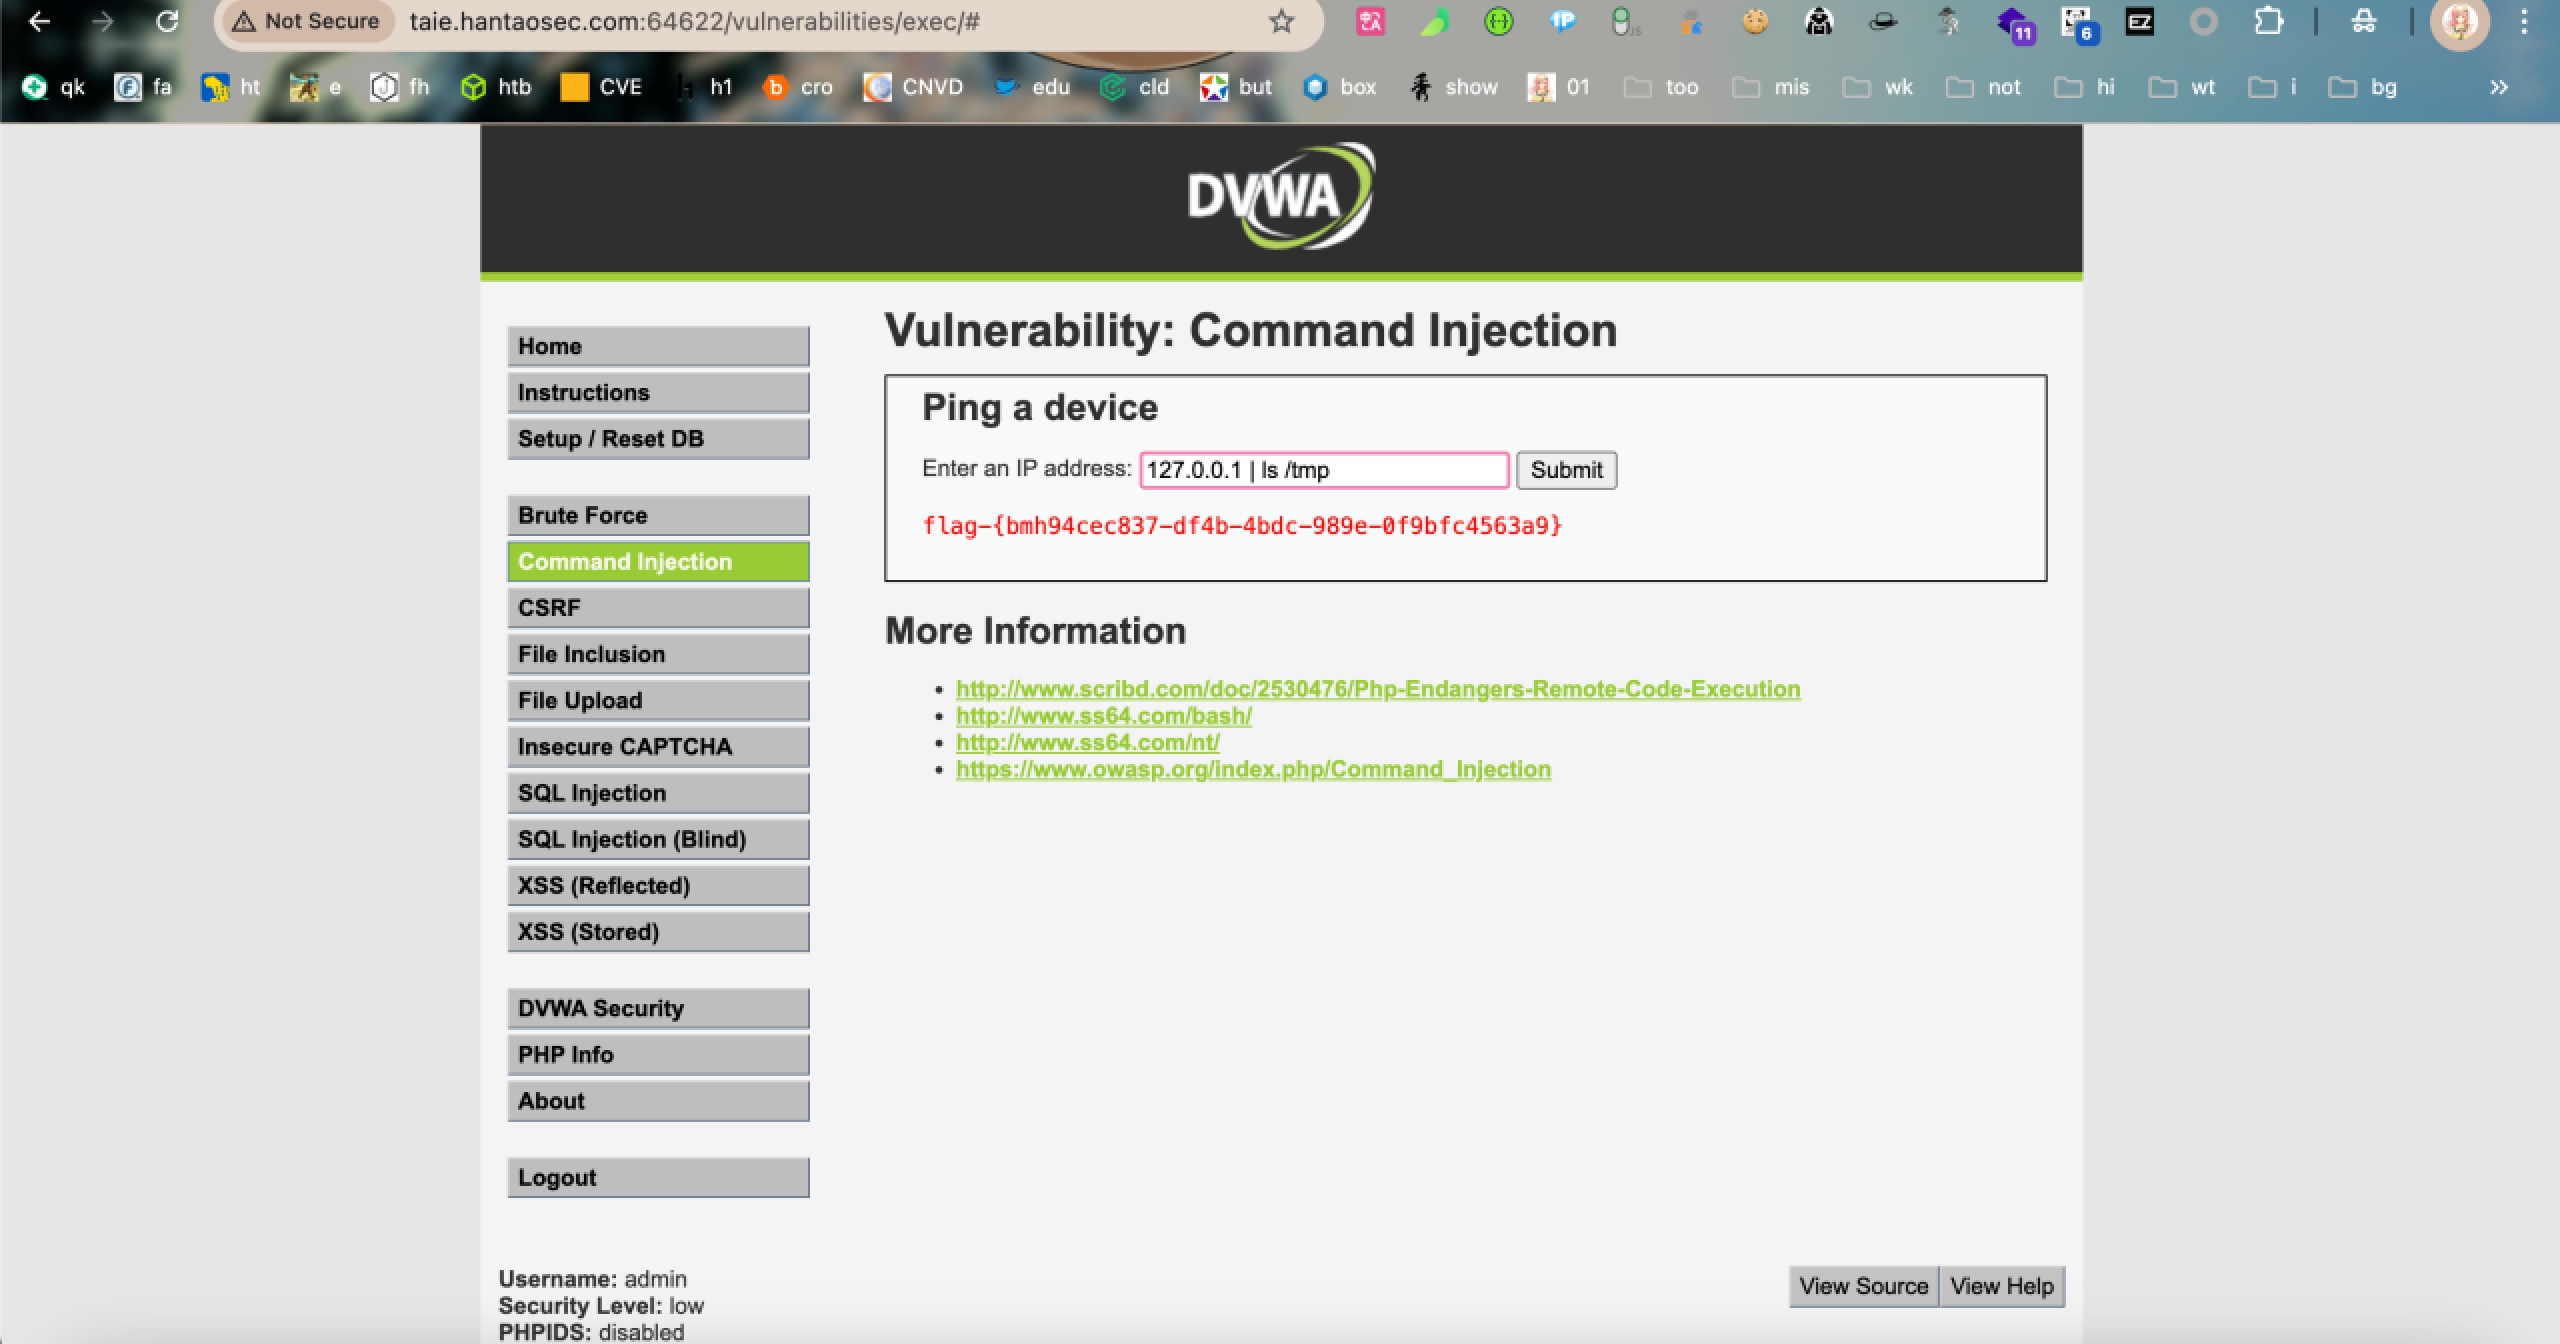 Not Secure taie.hantaosec.com:64622/vulnerabilities/exec/#
11 6 EZ
qk fa ht e fh htb CVE h1 cro CNVD edu cld but box show 01 too mis wk not hi wt i bg »
DVWA
Home
Instructions
Setup / Reset DB
Brute Force
Command Injection
CSRF
File Inclusion
File Upload
Insecure CAPTCHA
SQL Injection
SQL Injection (Blind)
XSS (Reflected)
XSS (Stored)
DVWA Security
PHP Info
About
Logout
Username: admin
Security Level: low
PHPIDS: disabled
Vulnerability: Command Injection
Ping a device
Enter an IP address: 127.0.0.1 | ls /tmp Submit
flag-{bmh94cec837-df4b-4bdc-989e-0f9bfc4563a9}
More Information
• http://www.scribd.com/doc/2530476/Php-Endangers-Remote-Code-Execution
• http://www.ss64.com/bash/
• http://www.ss64.com/nt/
• https://www.owasp.org/index.php/Command_Injection
View Source View Help